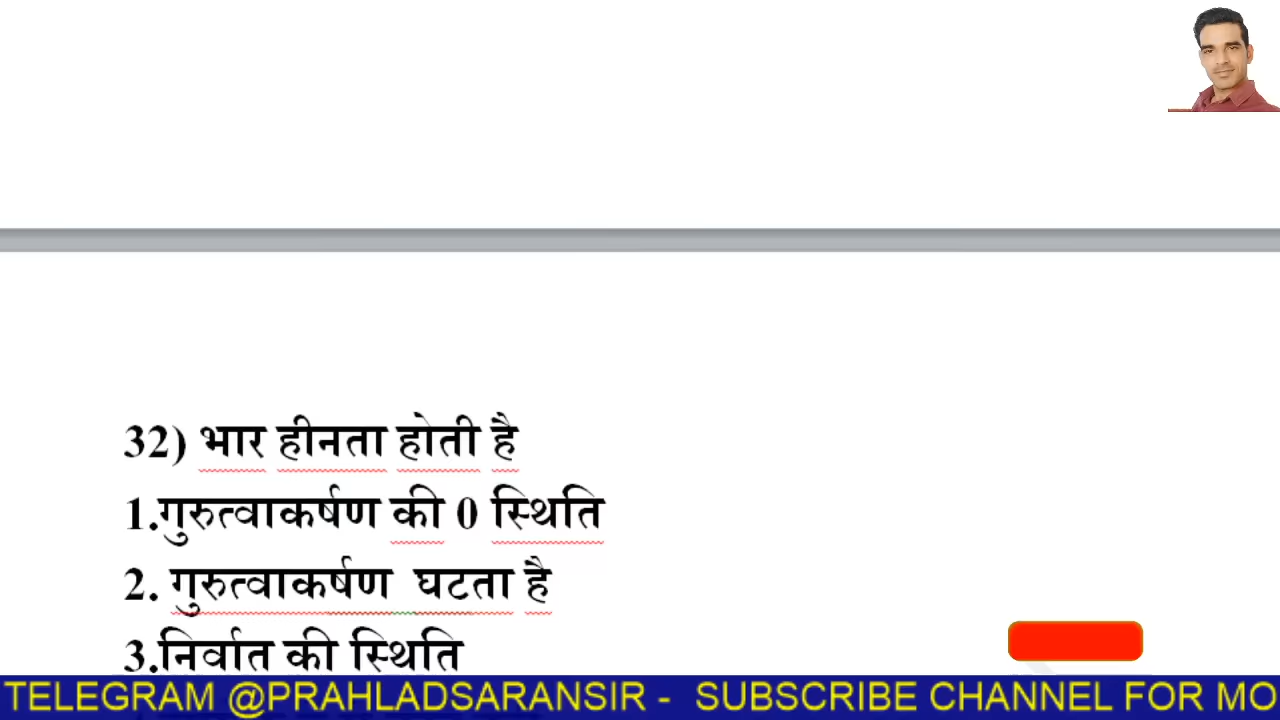 32) भार हीनता होती है
1.गुरुत्वाकर्षण की 0 स्थिति
2. गुरुत्वाकर्षण घटता है
3.निर्वात की स्थिति
TELEGRAM @PRAHLADSARANSIR - SUBSCRIBE CHANNEL FOR MO